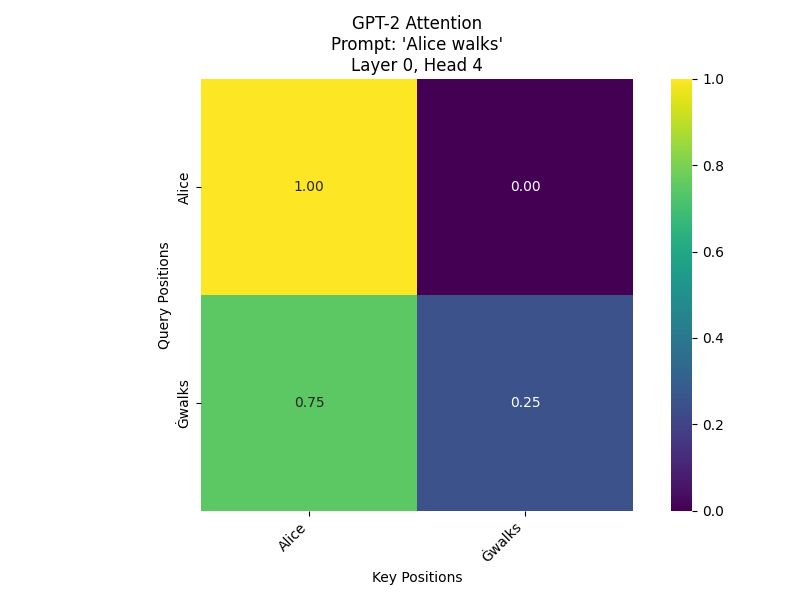 GPT-2 Attention
Prompt: 'Alice walks'
Layer 0, Head 4
1.0
0.8
0.6
0.4
0.2
0.0
Query Positions
Alice
Ġwalks
1.00
0.00
0.75
0.25
Alice
Ġwalks
Key Positions